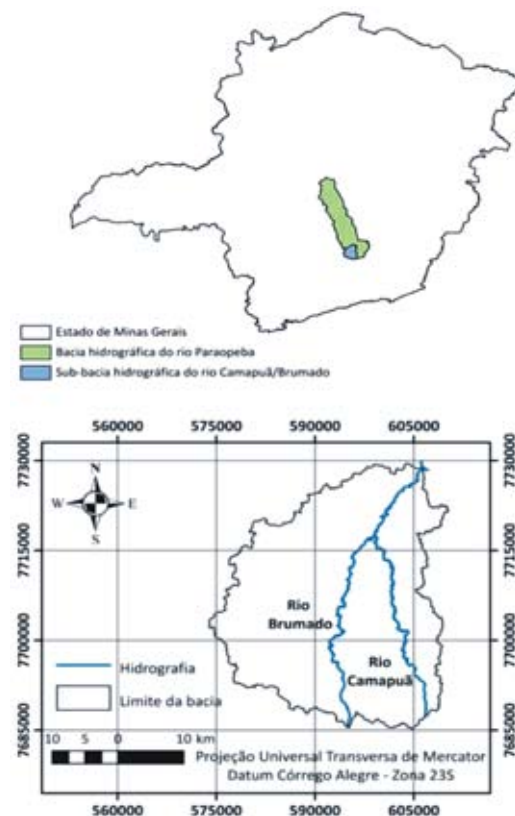 Estado de Minas Gerais
Bacia hidrográfica do rio Paraopeba
Sub-bacia hidrográfica do rio Camapuã/Brumado
560000 575000 590000 605000
7730000 7730000
N
W E
S
7715000 7715000
Rio
Brumado
7700000 7700000
Rio
Camapuã
Hidrografia
Limite da bacia
7685000 7685000
10 5 0 10 km
Projeção Universal Transversa de Mercator
Datum Córrego Alegre - Zona 23S
560000 575000 590000 605000